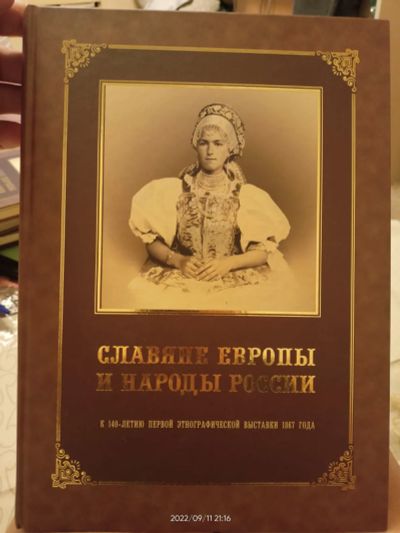 СЛАВЯНЕ ЕВРОПЫ
И НАРОДЫ РОССИИ
К 140-ЛЕТИЮ ПЕРВОЙ ЭТНОГРАФИЧЕСКОЙ ВЫСТАВКИ 1867 ГОДА
2022/09/11 21:16